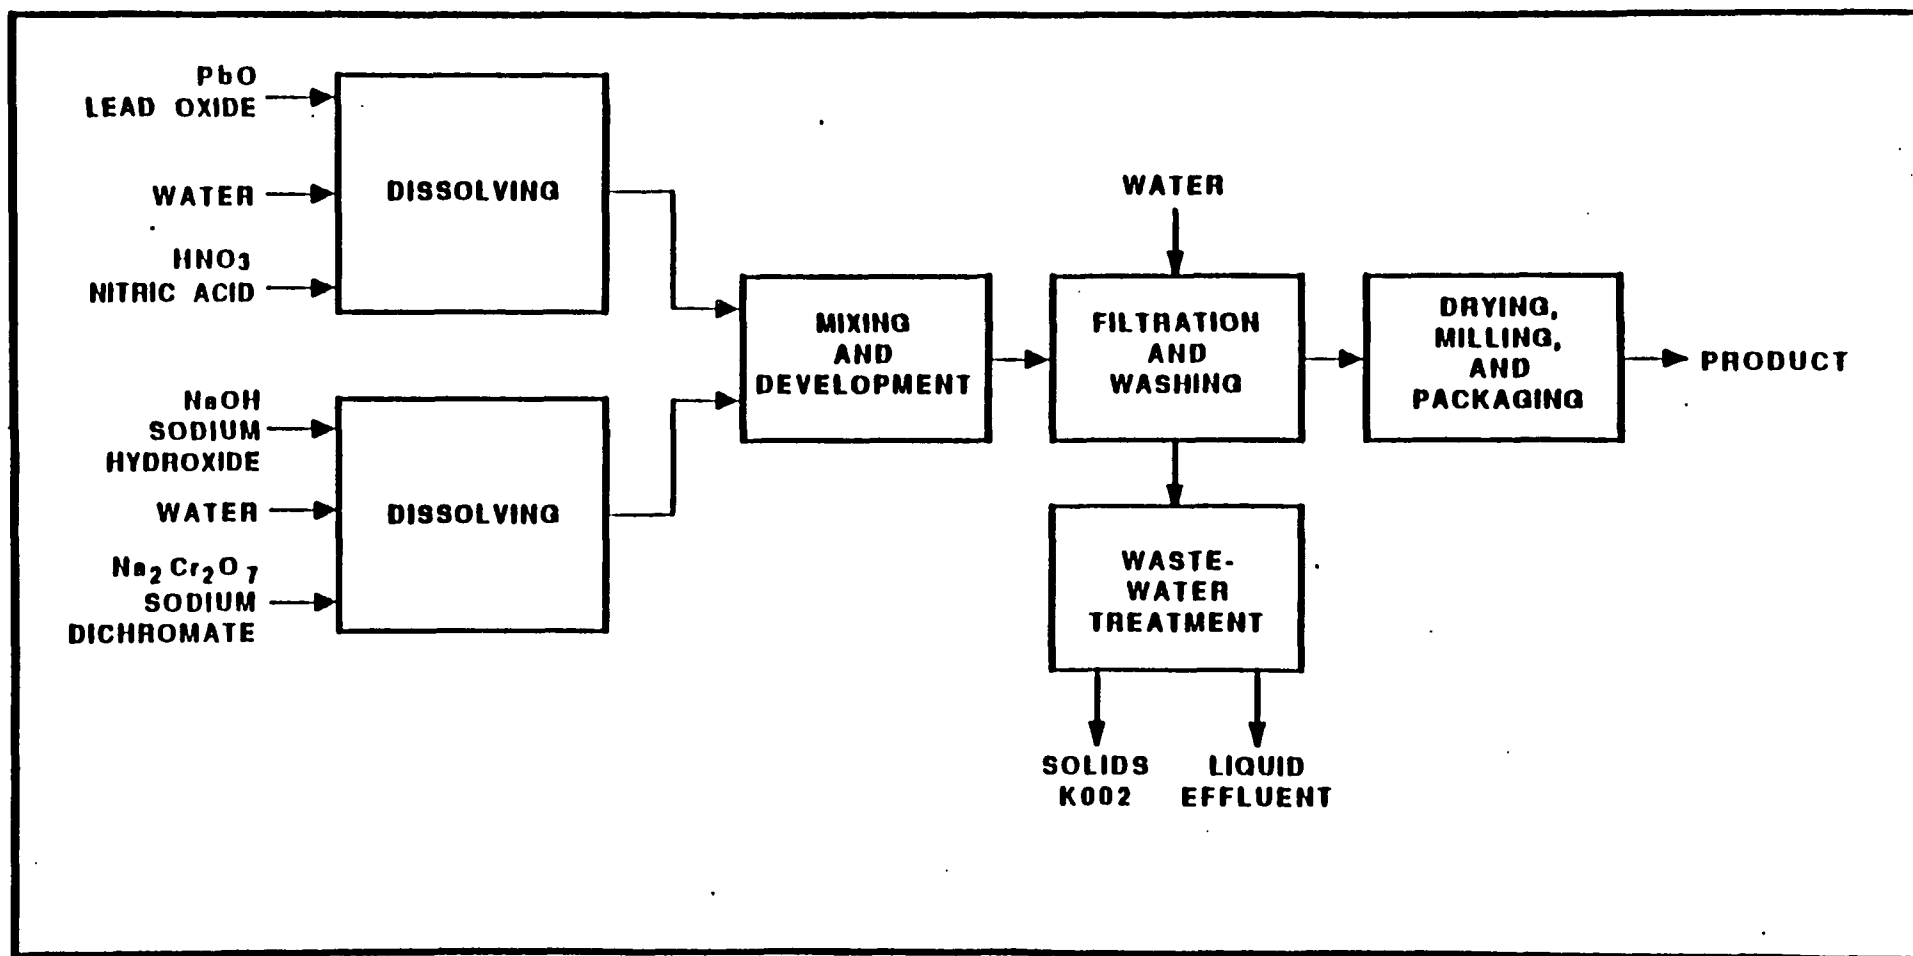 PbO
LEAD OXIDE
WATER
HNO₃
NITRIC ACID
DISSOLVING
NaOH
SODIUM
HYDROXIDE
WATER
Na₂Cr₂O₇
SODIUM
DICHROMATE
DISSOLVING
MIXING
AND
DEVELOPMENT
WATER
FILTRATION
AND
WASHING
DRYING,
MILLING,
AND
PACKAGING
PRODUCT
WASTE-
WATER
TREATMENT
SOLIDS
K002
LIQUID
EFFLUENT